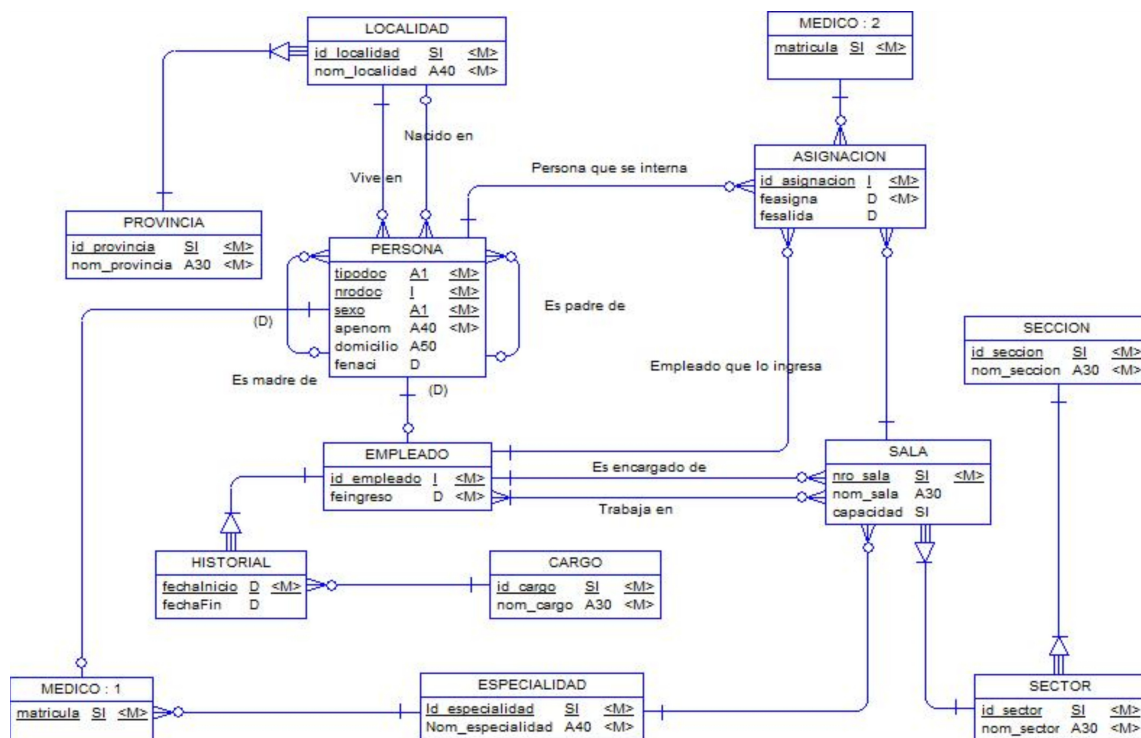 LOCALIDAD
id_localidad SI <M>
nom_localidad A40 <M>
MEDICO : 2
matricula SI <M>
Nacido en
Vive en
Persona que se interna
ASIGNACION
id_asignacion I <M>
feasigna D <M>
fesalida D
PROVINCIA
id_provincia SI <M>
nom_provincia A30 <M>
PERSONA
tipodoc A1 <M>
nrodoc I <M>
sexo A1 <M>
apenom A40 <M>
domicilio A50
fenaci D
(D)
Es padre de
Es madre de
(D)
Empleado que lo ingresa
SECCION
id_seccion SI <M>
nom_seccion A30 <M>
EMPLEADO
id_empleado I <M>
feingreso D <M>
Es encargado de
Trabaja en
SALA
nro_sala SI <M>
nom_sala A30
capacidad SI
HISTORIAL
fechaInicio D <M>
fechaFin D
CARGO
id_cargo SI <M>
nom_cargo A30 <M>
MEDICO : 1
matricula SI <M>
ESPECIALIDAD
Id_especialidad SI <M>
Nom_especialidad A40 <M>
SECTOR
id_sector SI <M>
nom_sector A30 <M>